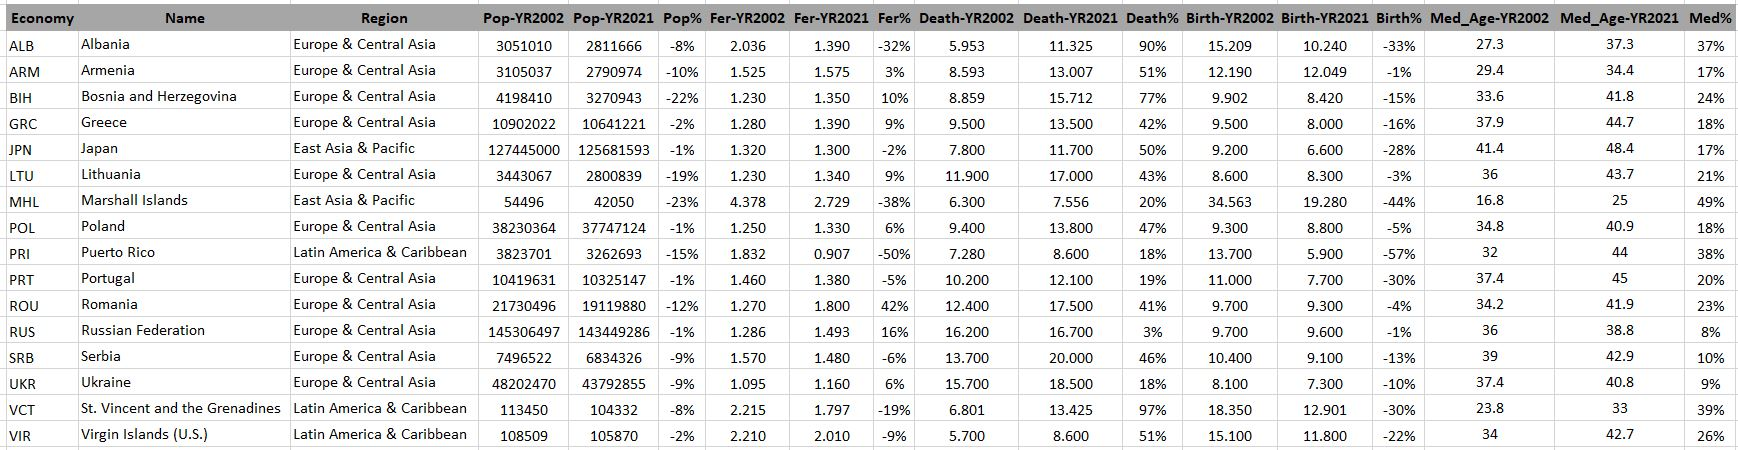 Economy Name Region Pop-YR2002 Pop-YR2021 Pop% Fer-YR2002 Fer-YR2021 Fer% Death-YR2002 Death-YR2021 Death% Birth-YR2002 Birth-YR2021 Birth% Med_Age-YR2002 Med_Age-YR2021 Med%
ALB Albania Europe & Central Asia 3051010 2811666 -8% 2.036 1.390 -32% 5.953 11.325 90% 15.209 10.240 -33% 27.3 37.3 37%
ARM Armenia Europe & Central Asia 3105037 2790974 -10% 1.525 1.575 3% 8.593 13.007 51% 12.190 12.049 -1% 29.4 34.4 17%
BIH Bosnia and Herzegovina Europe & Central Asia 4198410 3270943 -22% 1.230 1.350 10% 8.859 15.712 77% 9.902 8.420 -15% 33.6 41.8 24%
GRC Greece Europe & Central Asia 10902022 10641221 -2% 1.280 1.390 9% 9.500 13.500 42% 9.500 8.000 -16% 37.9 44.7 18%
JPN Japan East Asia & Pacific 127445000 125681593 -1% 1.320 1.300 -2% 7.800 11.700 50% 9.200 6.600 -28% 41.4 48.4 17%
LTU Lithuania Europe & Central Asia 3443067 2800839 -19% 1.230 1.340 9% 11.900 17.000 43% 8.600 8.300 -3% 36 43.7 21%
MHL Marshall Islands East Asia & Pacific 54496 42050 -23% 4.378 2.729 -38% 6.300 7.556 20% 34.563 19.280 -44% 16.8 25 49%
POL Poland Europe & Central Asia 38230364 37747124 -1% 1.250 1.330 6% 9.400 13.800 47% 9.300 8.800 -5% 34.8 40.9 18%
PRI Puerto Rico Latin America & Caribbean 3823701 3262693 -15% 1.832 0.907 -50% 7.280 8.600 18% 13.700 5.900 -57% 32 44 38%
PRT Portugal Europe & Central Asia 10419631 10325147 -1% 1.460 1.380 -5% 10.200 12.100 19% 11.000 7.700 -30% 37.4 45 20%
ROU Romania Europe & Central Asia 21730496 19119880 -12% 1.270 1.800 42% 12.400 17.500 41% 9.700 9.300 -4% 34.2 41.9 23%
RUS Russian Federation Europe & Central Asia 145306497 143449286 -1% 1.286 1.493 16% 16.200 16.700 3% 9.700 9.600 -1% 36 38.8 8%
SRB Serbia Europe & Central Asia 7496522 6834326 -9% 1.570 1.480 -6% 13.700 20.000 46% 10.400 9.100 -13% 39 42.9 10%
UKR Ukraine Europe & Central Asia 48202470 43792855 -9% 1.095 1.160 6% 15.700 18.500 18% 8.100 7.300 -10% 37.4 40.8 9%
VCT St. Vincent and the Grenadines Latin America & Caribbean 113450 104332 -8% 2.215 1.797 -19% 6.801 13.425 97% 18.350 12.901 -30% 23.8 33 39%
VIR Virgin Islands (U.S.) Latin America & Caribbean 108509 105870 -2% 2.210 2.010 -9% 5.700 8.600 51% 15.100 11.800 -22% 34 42.7 26%